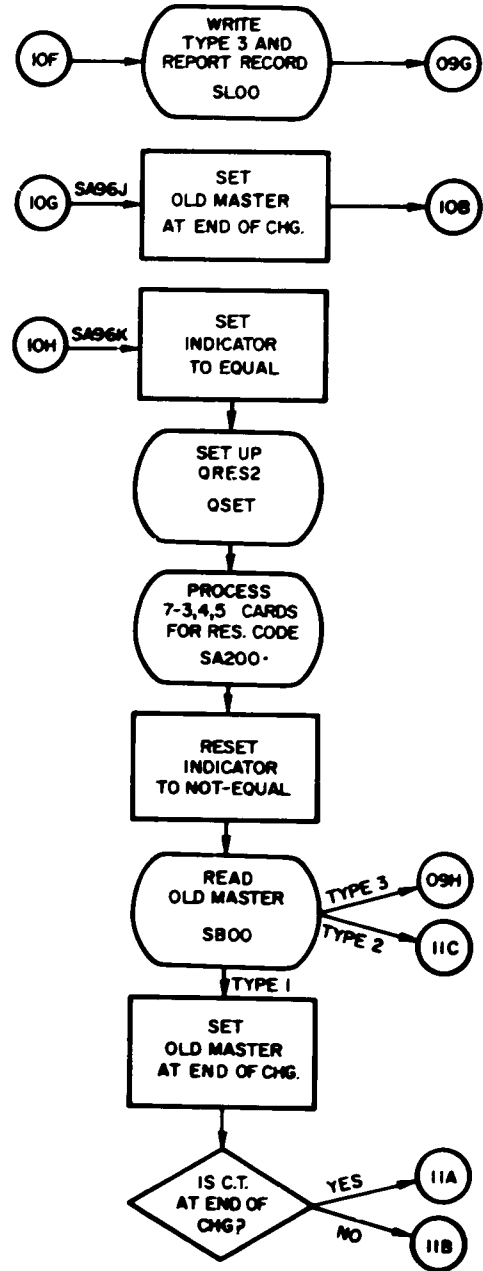 WRITE
TYPE 3 AND
REPORT RECORD
SL00
10F
09G
SET
OLD MASTER
AT END OF CHG.
10G
SA96J
10B
SET
INDICATOR
TO EQUAL
10H
SA96K
SET UP
QRES2
QSET
PROCESS
7-3,4,5 CARDS
FOR RES. CODE
SA200.
RESET
INDICATOR
TO NOT-EQUAL
READ
OLD MASTER
SB00
TYPE 3
09H
TYPE 2
11C
TYPE 1
SET
OLD MASTER
AT END OF CHG.
IS C.T.
AT END OF
CHG?
YES
11A
NO
11B